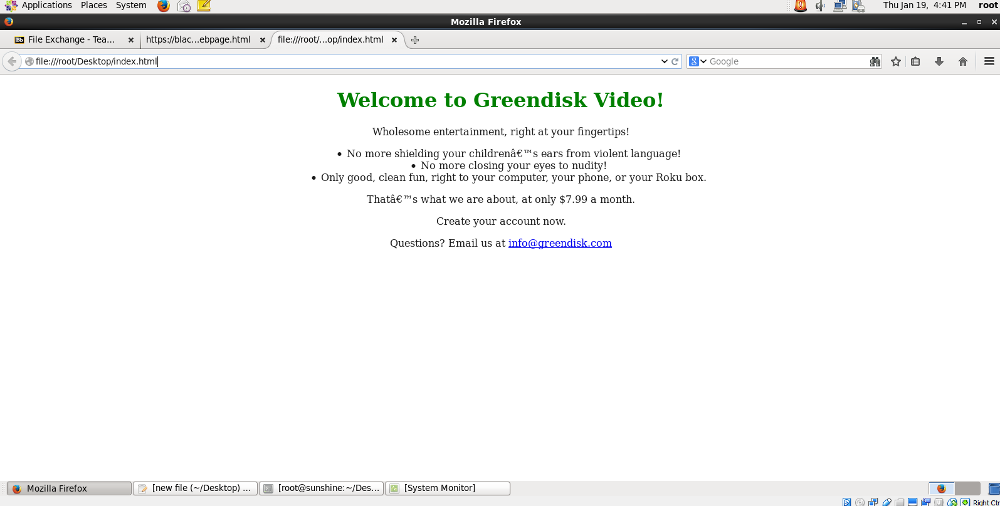 Applications Places System Thu Jan 19, 4:41 PM root
Mozilla Firefox
Bb File Exchange - Tea... https://blac...ebpage.html file:///root/...op/index.html
file:///root/Desktop/index.html 8 Google
Welcome to Greendisk Video!
Wholesome entertainment, right at your fingertips!
• No more shielding your childrenâ€™s ears from violent language!
• No more closing your eyes to nudity!
• Only good, clean fun, right to your computer, your phone, or your Roku box.
Thatâ€™s what we are about, at only $7.99 a month.
Create your account now.
Questions? Email us at info@greendisk.com
Mozilla Firefox [new file (~/Desktop) ... [root@sunshine:~/Des... [System Monitor]
Right Ctr